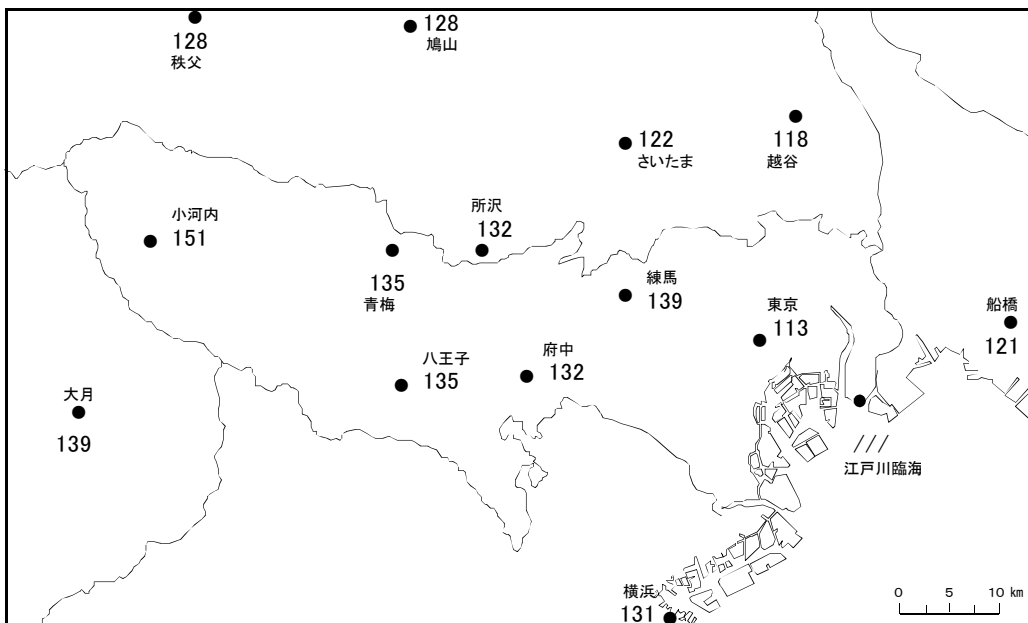 128
秩父
128
鳩山
122
さいたま
118
越谷
小河内
151
所沢
132
135
青梅
練馬
139
東京
113
船橋
121
八王子
135
府中
132
大月
139
///
江戸川臨海
横浜
131
0 5 10 km